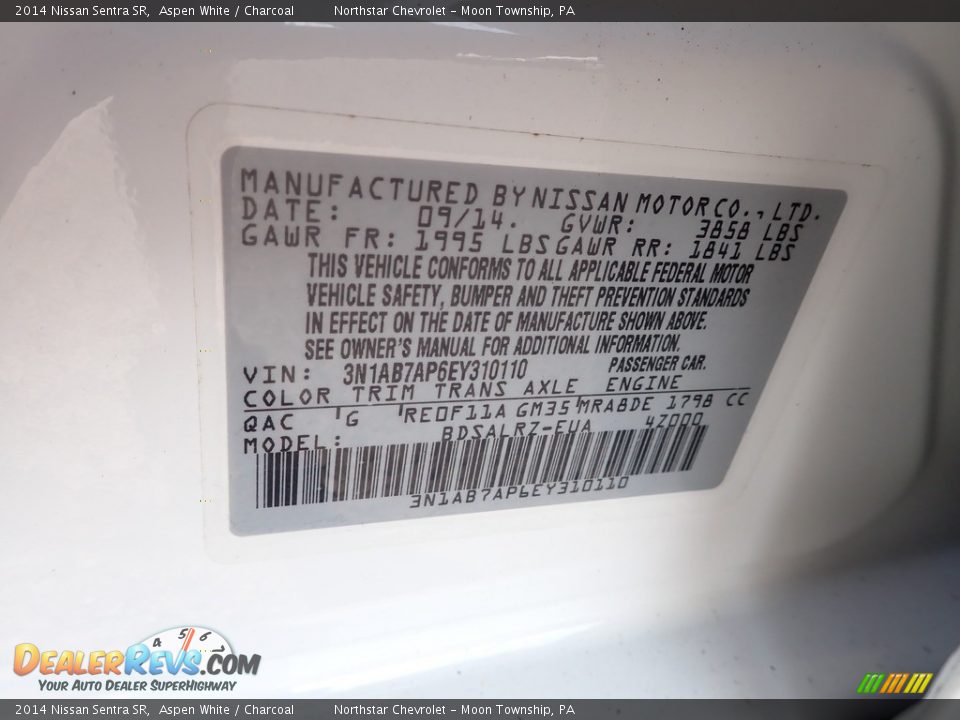 2014 Nissan Sentra SR, Aspen White / Charcoal Northstar Chevrolet - Moon Township, PA
MANUFACTURED BY NISSAN MOTOR CO., LTD.
DATE: 09/14. GVWR: 3858 LBS
GAWR FR: 1995 LBS GAWR RR: 1841 LBS
THIS VEHICLE CONFORMS TO ALL APPLICABLE FEDERAL MOTOR
VEHICLE SAFETY, BUMPER AND THEFT PREVENTION STANDARDS
IN EFFECT ON THE DATE OF MANUFACTURE SHOWN ABOVE.
SEE OWNER'S MANUAL FOR ADDITIONAL INFORMATION.
VIN: 3N1AB7AP6EY310110 PASSENGER CAR.
COLOR TRIM TRANS AXLE ENGINE
QAC G RE0F11A GM35 MRA8DE 1798 CC
MODEL: BDSALRZ-EUA 4Z000
3N1AB7AP6EY310110
4 5 6
DEALERREVS.COM
YOUR AUTO DEALER SUPERHIGHWAY
2014 Nissan Sentra SR, Aspen White / Charcoal Northstar Chevrolet - Moon Township, PA